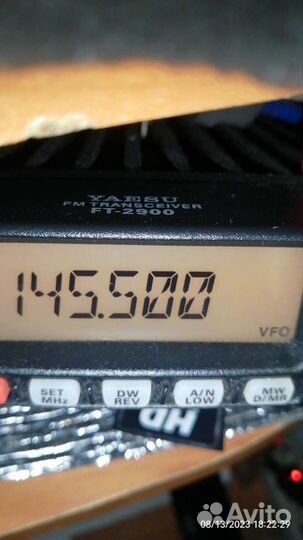 YAESU
FM TRANSCEIVER
FT-2900
145.500
VFO
SET
MHz
DW
REV
A/N
LOW
MW
D/MR
HD
08/13/2023 18:22:29
Avito